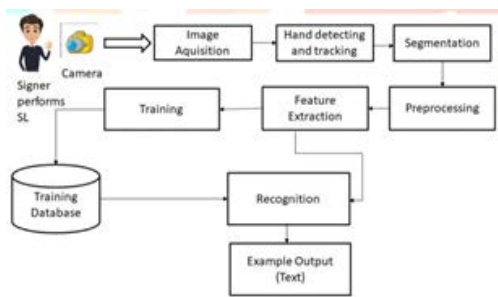 Signer
performs
SL
Camera
Image
Aquisition
Hand detecting
and tracking
Segmentation
Preprocessing
Feature
Extraction
Training
Training
Database
Recognition
Example Output
(Text)